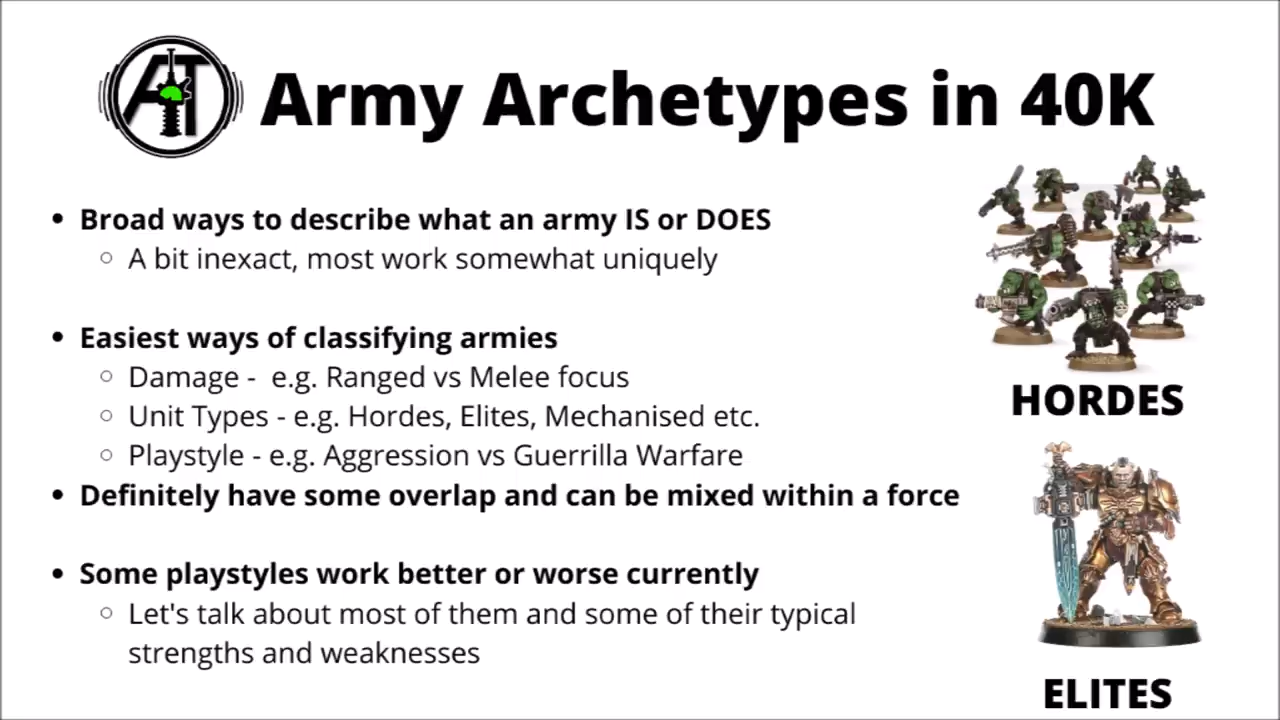 AT
Army Archetypes in 40K
• Broad ways to describe what an army IS or DOES
○ A bit inexact, most work somewhat uniquely
• Easiest ways of classifying armies
○ Damage -  e.g. Ranged vs Melee focus
○ Unit Types - e.g. Hordes, Elites, Mechanised etc.
○ Playstyle - e.g. Aggression vs Guerrilla Warfare
• Definitely have some overlap and can be mixed within a force
• Some playstyles work better or worse currently
○ Let's talk about most of them and some of their typical
strengths and weaknesses
HORDES
ELITES